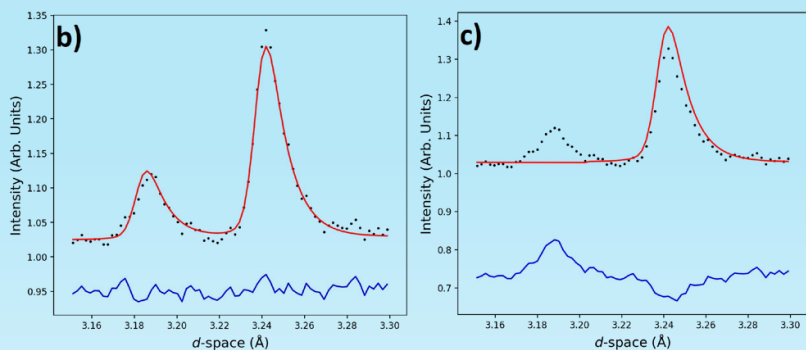 b)
1.35
1.30
1.25
1.20
1.15
1.10
1.05
1.00
0.95
Intensity (Arb. Units)
3.16 3.18 3.20 3.22 3.24 3.26 3.28 3.30
d-space (Å)
c)
1.4
1.3
1.2
1.1
1.0
0.9
0.8
0.7
Intensity (Arb. Units)
3.16 3.18 3.20 3.22 3.24 3.26 3.28 3.30
d-space (Å)